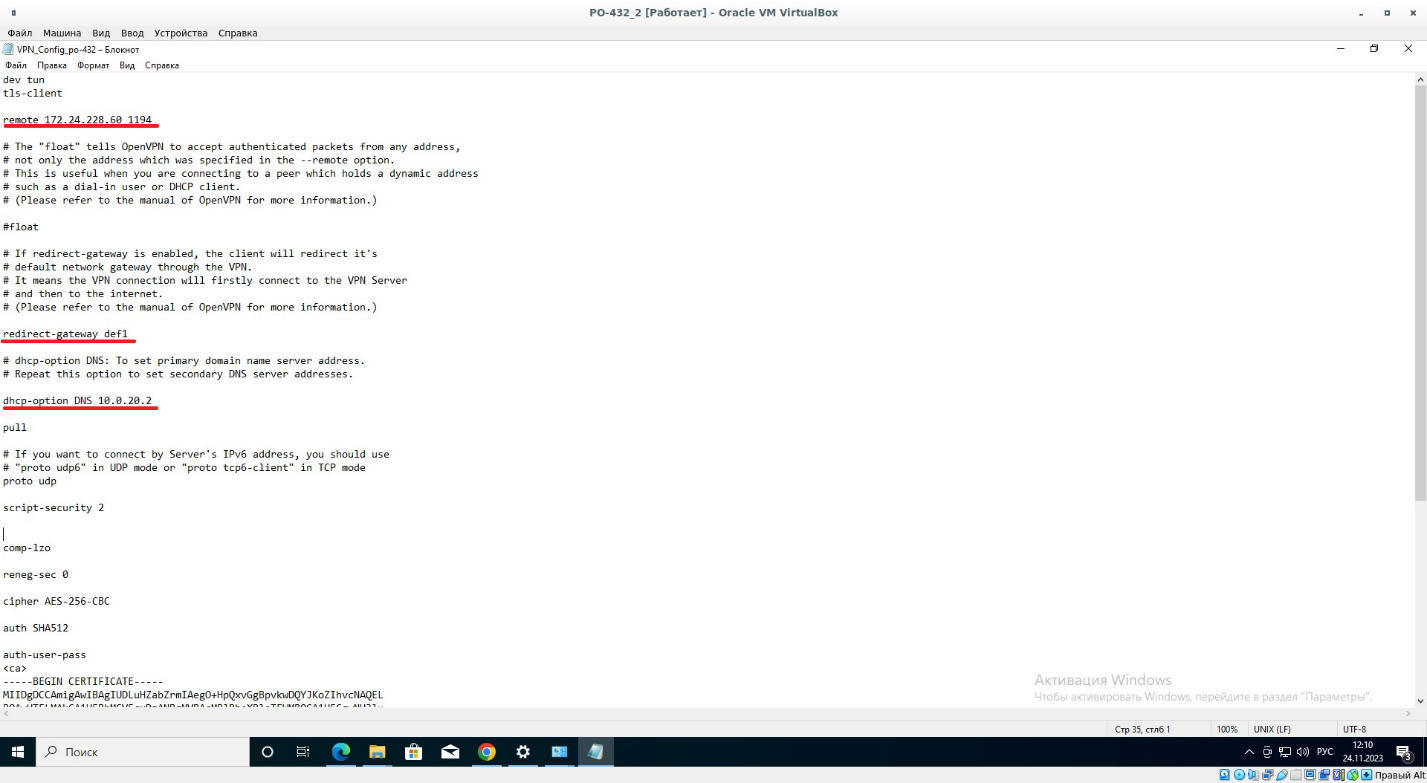 PO-432_2 [Работает] - Oracle VM VirtualBox
Файл Машина Вид Ввод Устройства Справка
VPN_Config_po-432 – Блокнот
Файл Правка Формат Вид Справка
dev tun
tls-client
remote 172.24.228.60 1194
# The "float" tells OpenVPN to accept authenticated packets from any address,
# not only the address which was specified in the --remote option.
# This is useful when you are connecting to a peer which holds a dynamic address
# such as a dial-in user or DHCP client.
# (Please refer to the manual of OpenVPN for more information.)
#float
# If redirect-gateway is enabled, the client will redirect it's
# default network gateway through the VPN.
# It means the VPN connection will firstly connect to the VPN Server
# and then to the internet.
# (Please refer to the manual of OpenVPN for more information.)
redirect-gateway def1
# dhcp-option DNS: To set primary domain name server address.
# Repeat this option to set secondary DNS server addresses.
dhcp-option DNS 10.0.20.2
pull
# If you want to connect by Server's IPv6 address, you should use
# "proto udp6" in UDP mode or "proto tcp6-client" in TCP mode
proto udp
script-security 2
comp-lzo
reneg-sec 0
cipher AES-256-CBC
auth SHA512
auth-user-pass
<ca>
-----BEGIN CERTIFICATE-----
MIIDgDCCAmigAwIBAgIUDLuHZabZrmIAegO+HpQxvGgBpvkwDQYJKoZIhvcNAQEL
Активация Windows
Чтобы активировать Windows, перейдите в раздел "Параметры".
Стр 35, стлб 1 100% UNIX (LF) UTF-8
Поиск
РУС
12:10
24.11.2023
3
Правый Alt